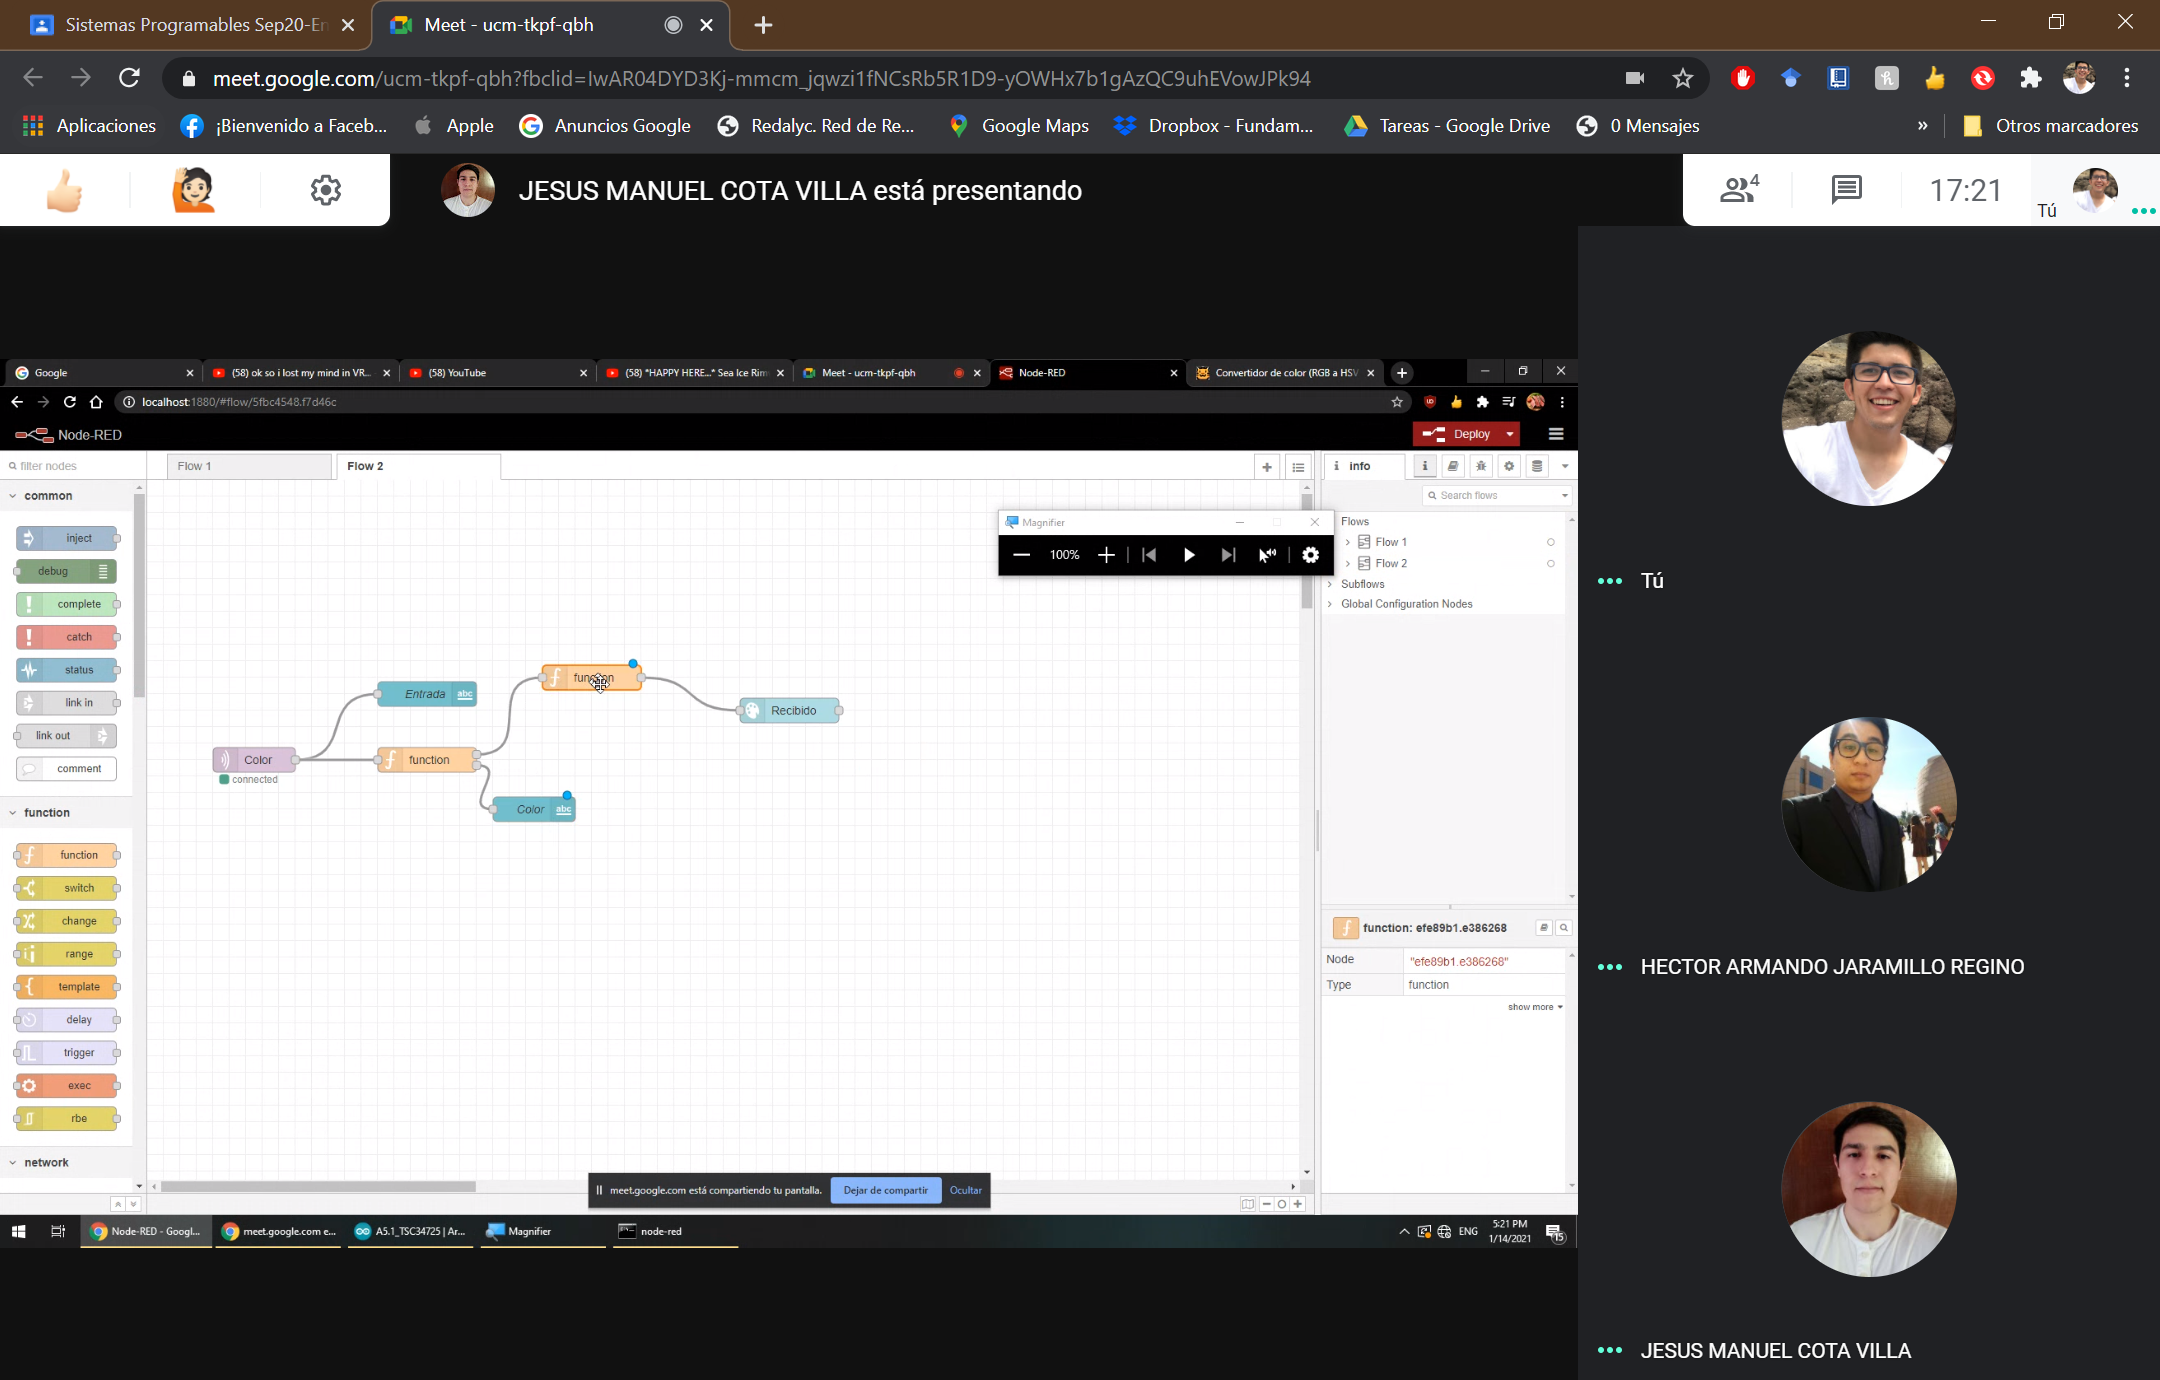 Sistemas Programables Sep20-En
Meet - ucm-tkpf-qbh
meet.google.com/ucm-tkpf-qbh?fbclid=IwAR04DYD3Kj-mmcm_jqwzi1fNCsRb5R1D9-yOWHx7b1gAzQC9uhEVowJPk94
Aplicaciones
¡Bienvenido a Faceb...
Apple
Anuncios Google
Redalyc. Red de Re...
Google Maps
Dropbox - Fundam...
Tareas - Google Drive
0 Mensajes
»
Otros marcadores
JESUS MANUEL COTA VILLA está presentando
4
17:21
Tú
Google
(58) ok so i lost my mind in VR...
(58) YouTube
(58) *HAPPY HERE...* Sea Ice Rim
Meet - ucm-tkpf-qbh
Node-RED
Convertidor de color (RGB a HSV
localhost:1880/#flow/5fbc4548.f7d46c
Node-RED
Deploy
filter nodes
Flow 1
Flow 2
info
common
Search flows
Magnifier
100%
Flows
Flow 1
Flow 2
Subflows
Global Configuration Nodes
inject
debug
complete
catch
status
link in
link out
comment
function
function
switch
change
range
template
delay
trigger
exec
rbe
network
Entrada
abc
function
Recibido
Color
connected
function
Color
abc
function: efe89b1.e386268
Node
"efe89b1.e386268"
Type
function
show more
meet.google.com está compartiendo tu pantalla.
Dejar de compartir
Ocultar
Node-RED - Googl...
meet.google.com e...
A5.1_TSC34725 | Ar...
Magnifier
node-red
ENG
5:21 PM
1/14/2021
15
Tú
HECTOR ARMANDO JARAMILLO REGINO
JESUS MANUEL COTA VILLA